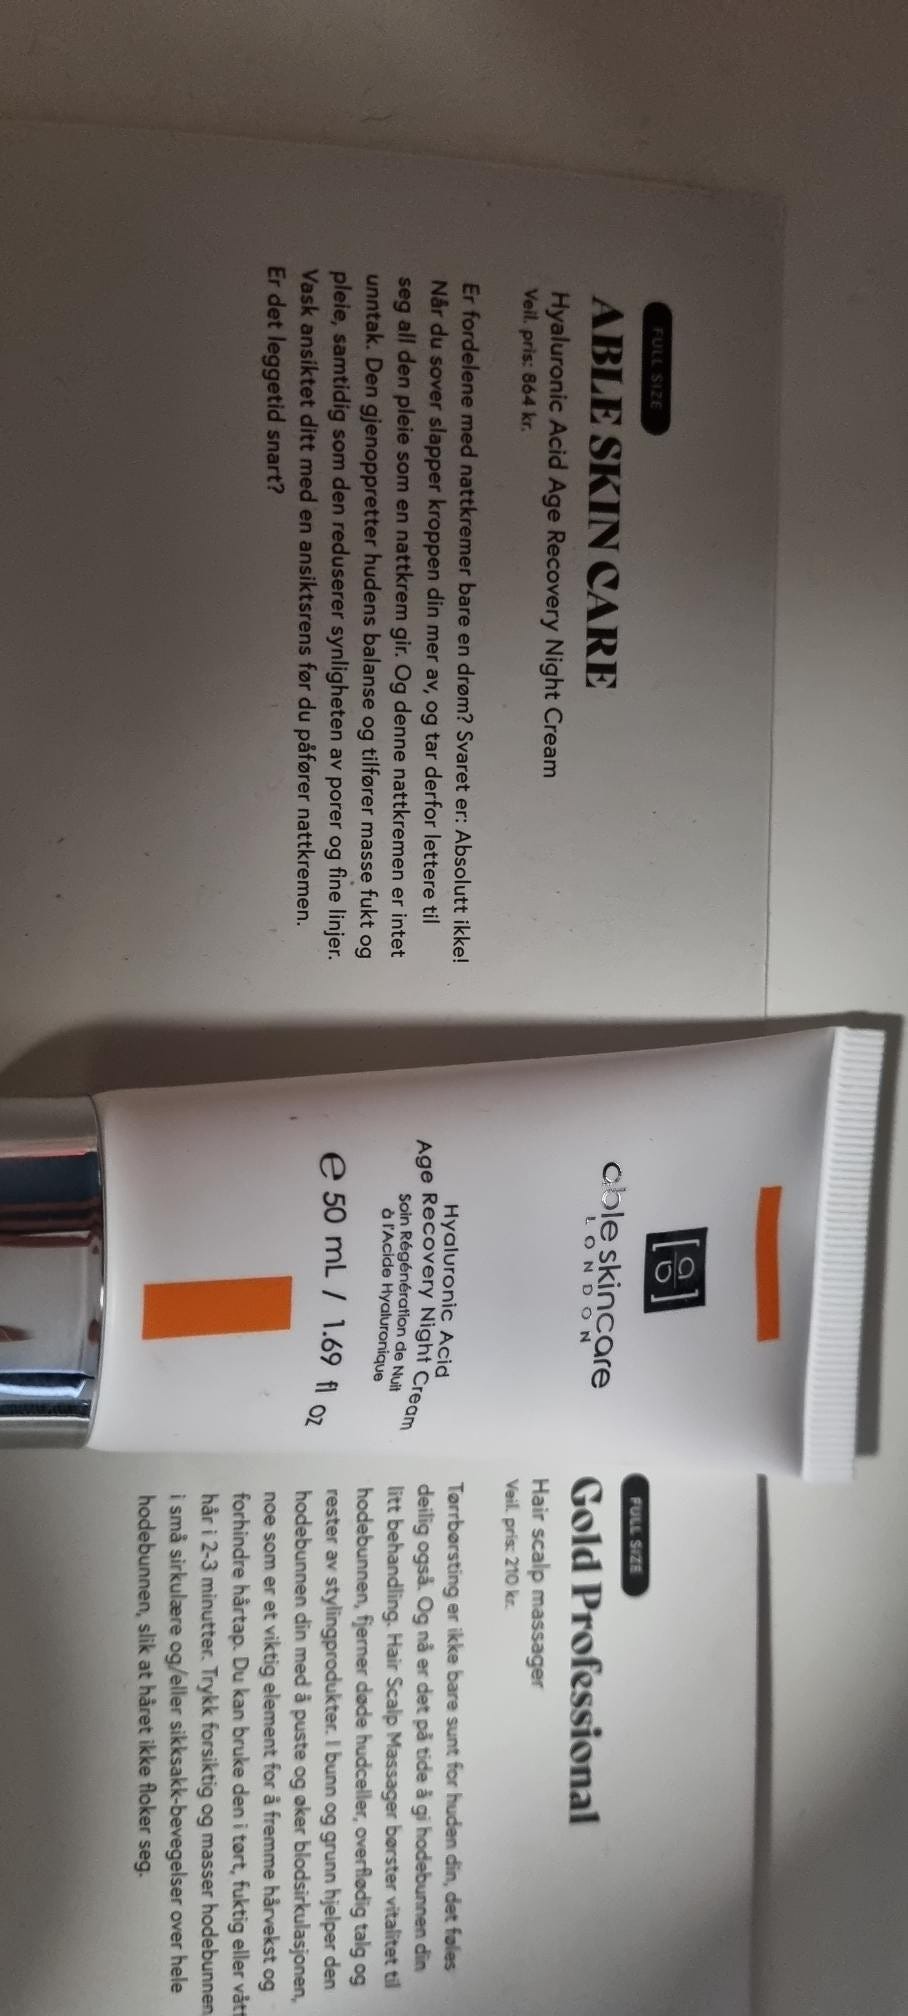 FULL SIZE
ABLE SKIN CARE
Hyaluronic Acid Age Recovery Night Cream
Veil. pris: 864 kr.
Er fordelene med nattkremer bare en drøm? Svaret er: Absolutt ikke!
Når du sover slapper kroppen din mer av, og tar derfor lettere til
seg all den pleie som en nattkrem gir. Og denne nattkremen er intet
unntak. Den gjenoppretter hudens balanse og tilfører masse fukt og
pleie, samtidig som den reduserer synligheten av porer og fine linjer.
Vask ansiktet ditt med en ansiktsrens før du påfører nattkremen.
Er det leggetid snart?
[a b]
able skincare
LONDON
Hyaluronic Acid
Age Recovery Night Cream
Soin Régénération de Nuit
à l'Acide Hyaluronique
e 50 mL / 1.69 fl oz
FULL SIZE
Gold Professional
Hair scalp massager
Veil. pris: 210 kr.
Tørrbørsting er ikke bare sunt for huden din, det føles
deilig også. Og nå er det på tide å gi hodebunnen din
litt behandling. Hair Scalp Massager børster vitalitet til
hodebunnen, fjerner døde hudceller, overflødig talg og
rester av stylingprodukter. I bunn og grunn hjelper den
hodebunnen din med å puste og øker blodsirkulasjonen,
noe som er et viktig element for å fremme hårvekst og
forhindre hårtap. Du kan bruke den i tørt, fuktig eller vått
hår i 2-3 minutter. Trykk forsiktig og masser hodebunnen
i små sirkulære og/eller sikksakk-bevegelser over hele
hodebunnen, slik at håret ikke floker seg.